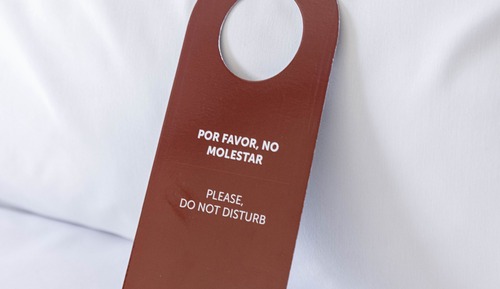 POR FAVOR, NO
MOLESTAR
PLEASE,
DO NOT DISTURB